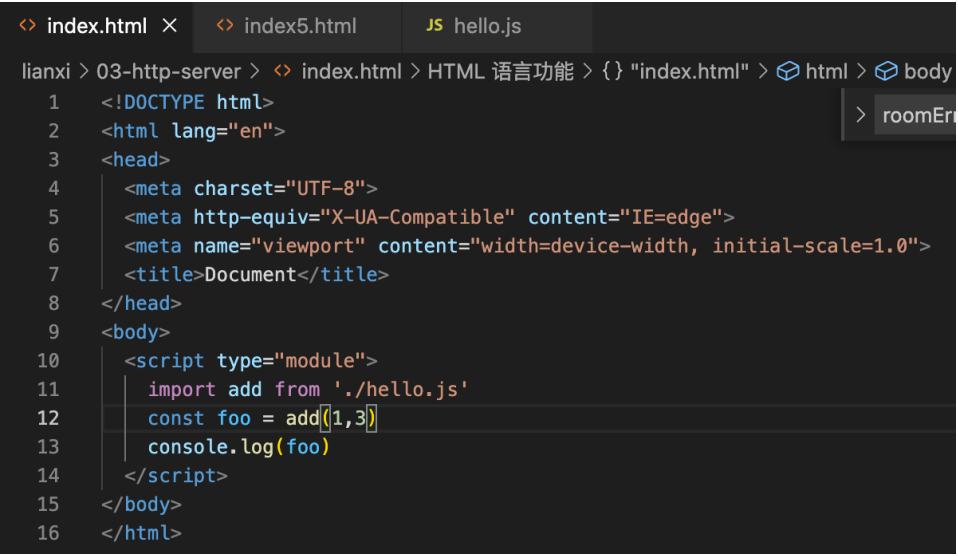 <> index.html × <> index5.html JS hello.js
lianxi > 03-http-server > <> index.html > HTML 语言功能 > {} "index.html" > html > body
> roomErr
1 <!DOCTYPE html>
2 <html lang="en">
3 <head>
4   <meta charset="UTF-8">
5   <meta http-equiv="X-UA-Compatible" content="IE=edge">
6   <meta name="viewport" content="width=device-width, initial-scale=1.0">
7   <title>Document</title>
8 </head>
9 <body>
10   <script type="module">
11     import add from './hello.js'
12     const foo = add(1,3)
13     console.log(foo)
14   </script>
15 </body>
16 </html>